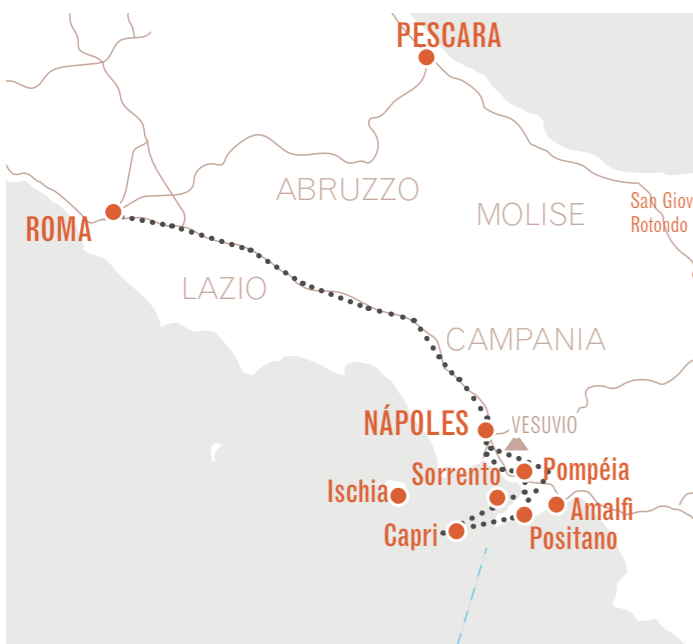 PESCARA
ABRUZZO
MOLISE
San Giov
Rotondo
ROMA
LAZIO
CAMPANIA
NÁPOLES
VESUVIO
Sorrento
Pompéia
Ischia
Amalfi
Capri
Positano